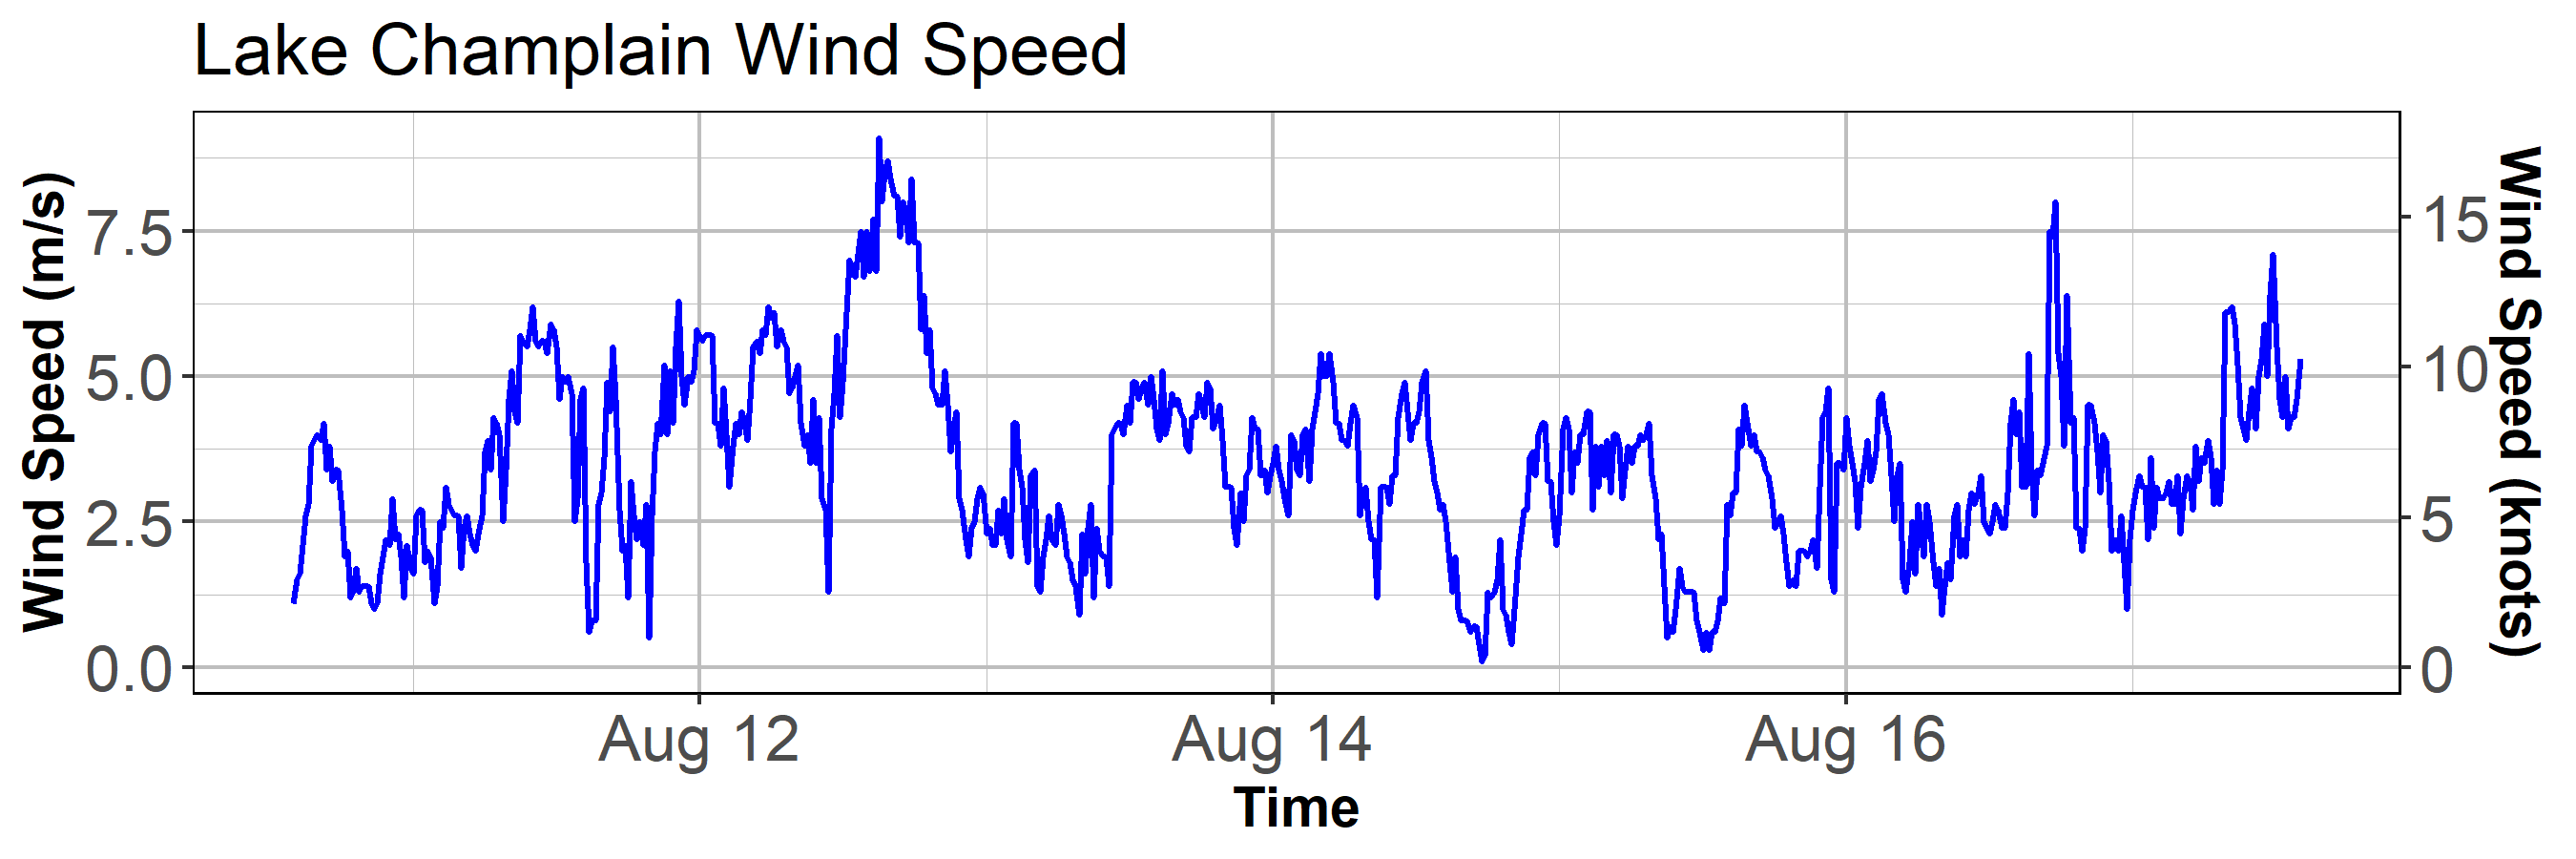 Lake Champlain Wind Speed
Wind Speed (m/s)
7.5
5.0
2.5
0.0
15
10
5
0
Wind Speed (knots)
Aug 12 Aug 14 Aug 16
Time